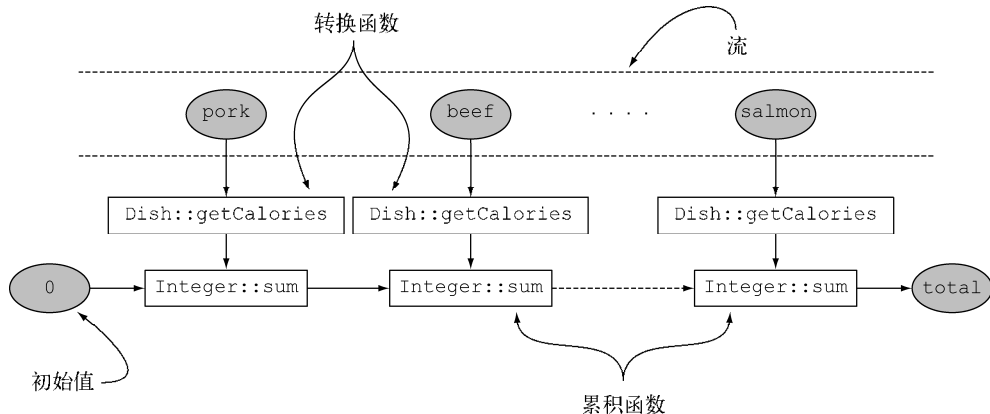 转换函数
流
pork
beef
. . . .
salmon
Dish::getCalories
Dish::getCalories
Dish::getCalories
0
Integer::sum
Integer::sum
Integer::sum
total
初始值
累积函数